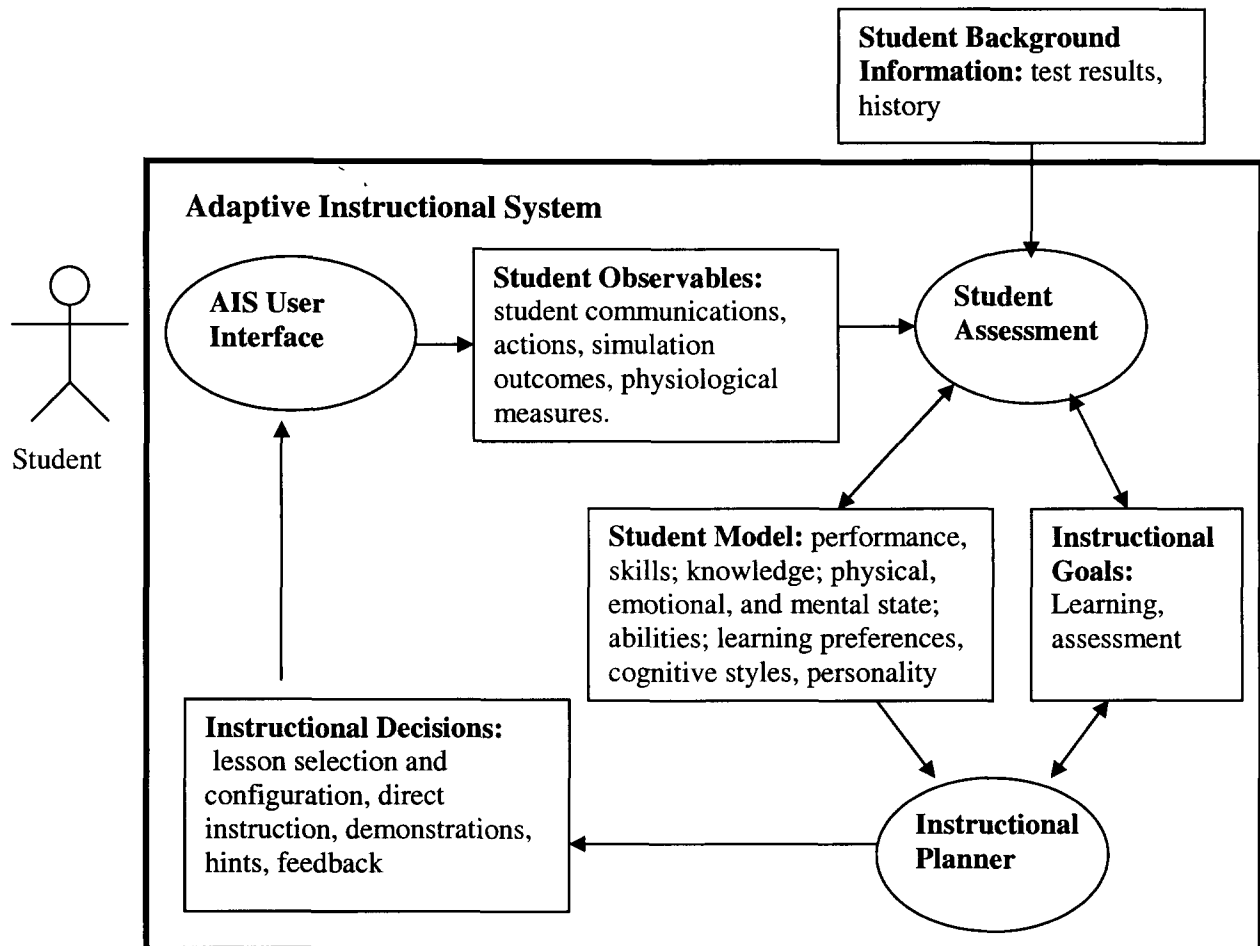 Student Background
Information: test results,
history
Adaptive Instructional System
Student
AIS User
Interface
Student Observables:
student communications,
actions, simulation
outcomes, physiological
measures.
Student
Assessment
Student Model: performance,
skills; knowledge; physical,
emotional, and mental state;
abilities; learning preferences,
cognitive styles, personality
Instructional
Goals:
Learning,
assessment
Instructional Decisions:
lesson selection and
configuration, direct
instruction, demonstrations,
hints, feedback
Instructional
Planner